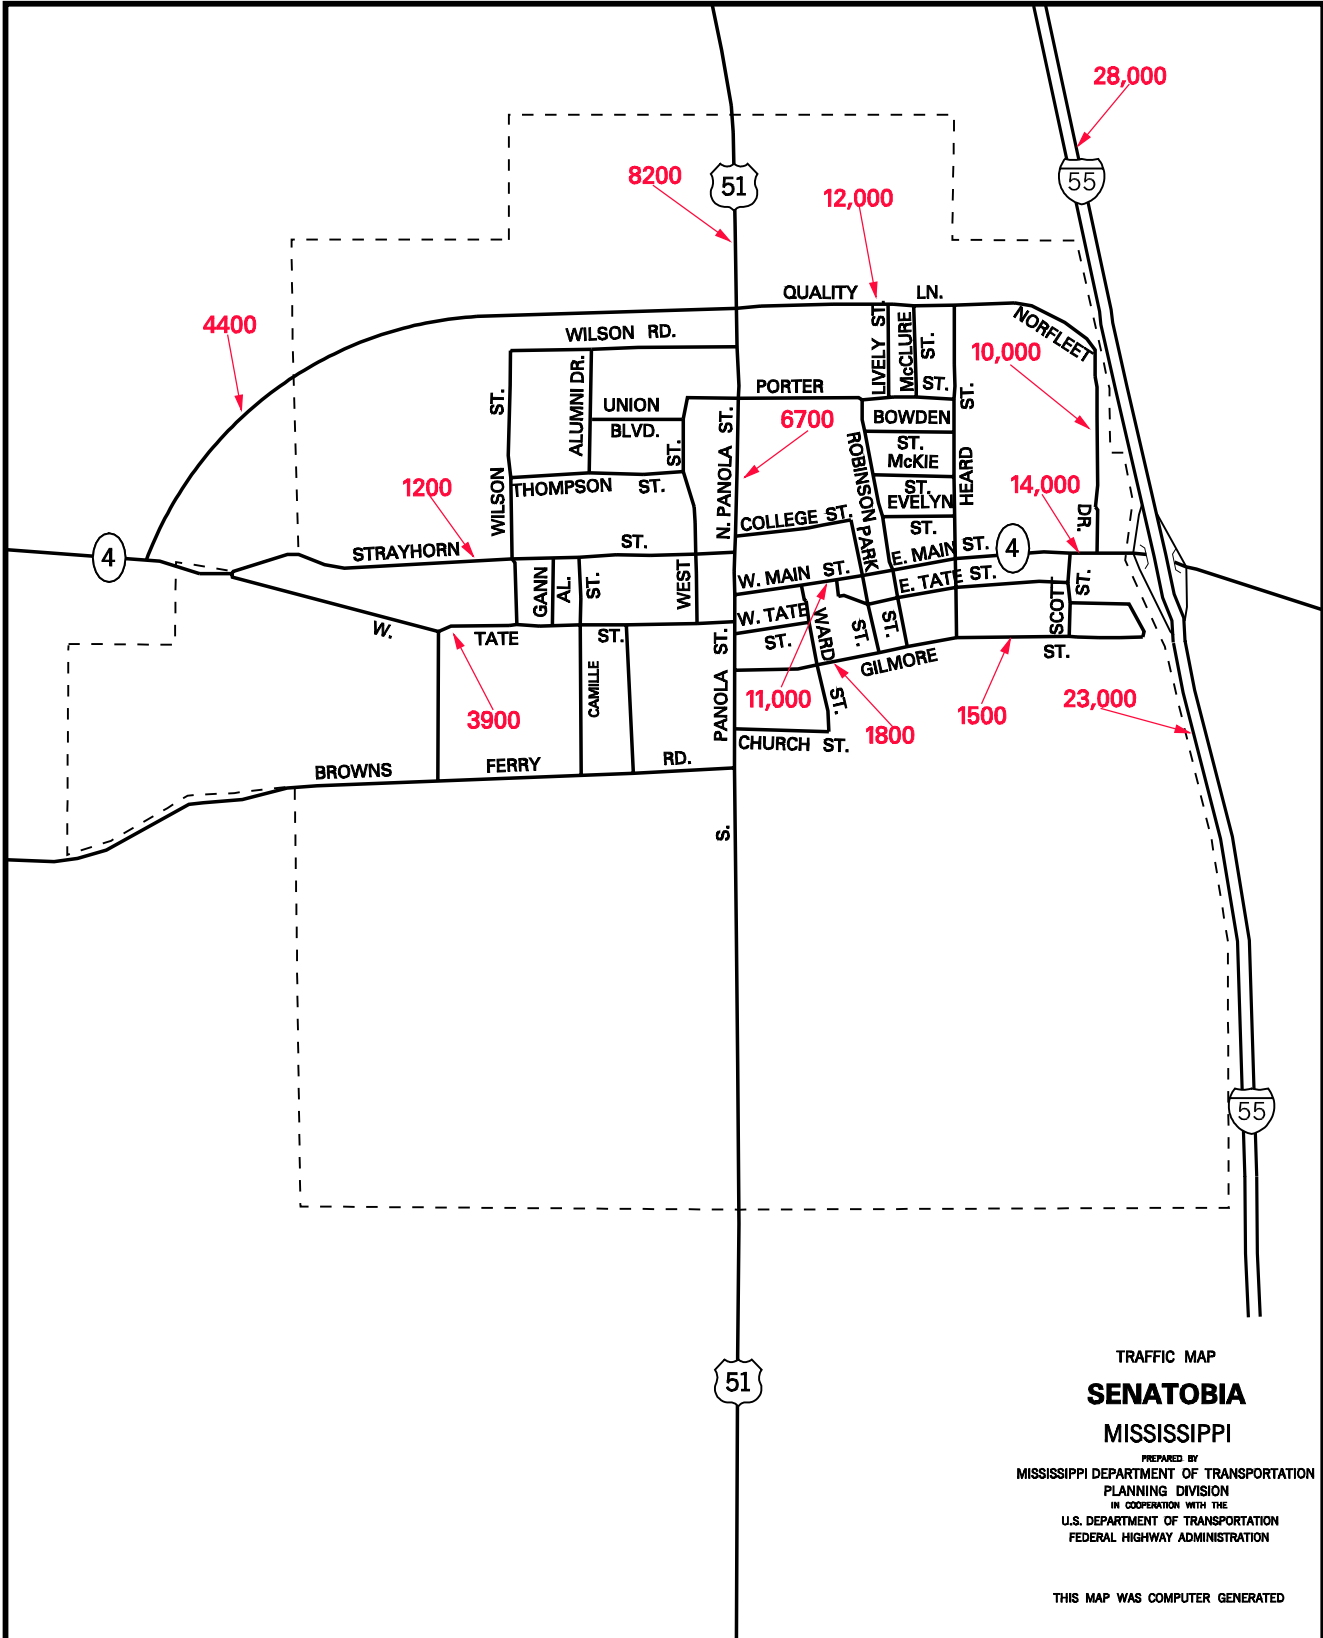 28,000
55
8200
51
12,000
QUALITY LN.
4400
NORFLEET
WILSON RD.
LIVELY ST.
McCLURE
ST.
10,000
ALUMNI DR.
PORTER ST.
ST.
UNION
BLVD.
ST.
N. PANOLA ST.
6700
BOWDEN
ST.
McKIE
ST.
EVELYN
ST.
HEARD
ST.
ROBINSON PARK
WILSON
ST.
THOMPSON ST.
1200
14,000
DR.
COLLEGE ST.
4
STRAYHORN ST.
E. MAIN ST.
4
W. MAIN ST.
E. TATE ST.
GANN
AL.
ST.
WEST
SCOTT
ST.
W. TATE
ST.
WARD
ST.
ST.
ST.
W. TATE ST.
GILMORE ST.
CAMILLE
PANOLA ST.
S.
3900
11,000
1800
1500
23,000
CHURCH ST.
BROWNS FERRY RD.
55
51
TRAFFIC MAP
SENATOBIA
MISSISSIPPI
PREPARED BY
MISSISSIPPI DEPARTMENT OF TRANSPORTATION
PLANNING DIVISION
IN COOPERATION WITH THE
U.S. DEPARTMENT OF TRANSPORTATION
FEDERAL HIGHWAY ADMINISTRATION
THIS MAP WAS COMPUTER GENERATED